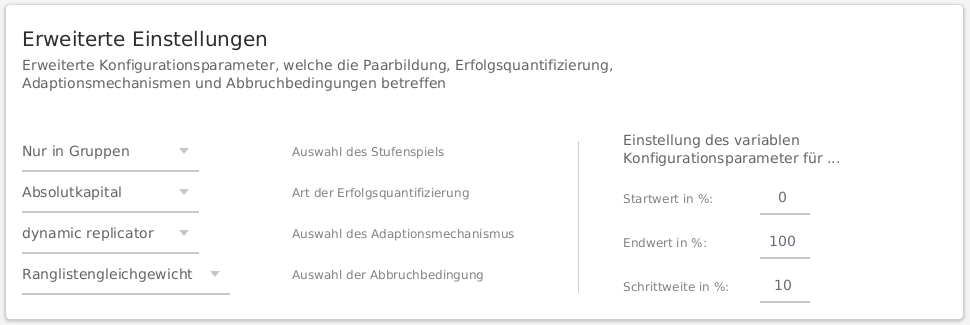 Erweiterte Einstellungen
Erweiterte Konfigurationsparameter, welche die Paarbildung, Erfolgsquantifizierung,
Adaptionsmechanismen und Abbruchbedingungen betreffen
Nur in Gruppen
Auswahl des Stufenspiels
Absolutkapital
Art der Erfolgsquantifizierung
dynamic replicator
Auswahl des Adaptionsmechanismus
Ranglistengleichgewicht
Auswahl der Abbruchbedingung
Einstellung des variablen
Konfigurationsparameter für ...
Startwert in %: 0
Endwert in %: 100
Schrittweite in %: 10